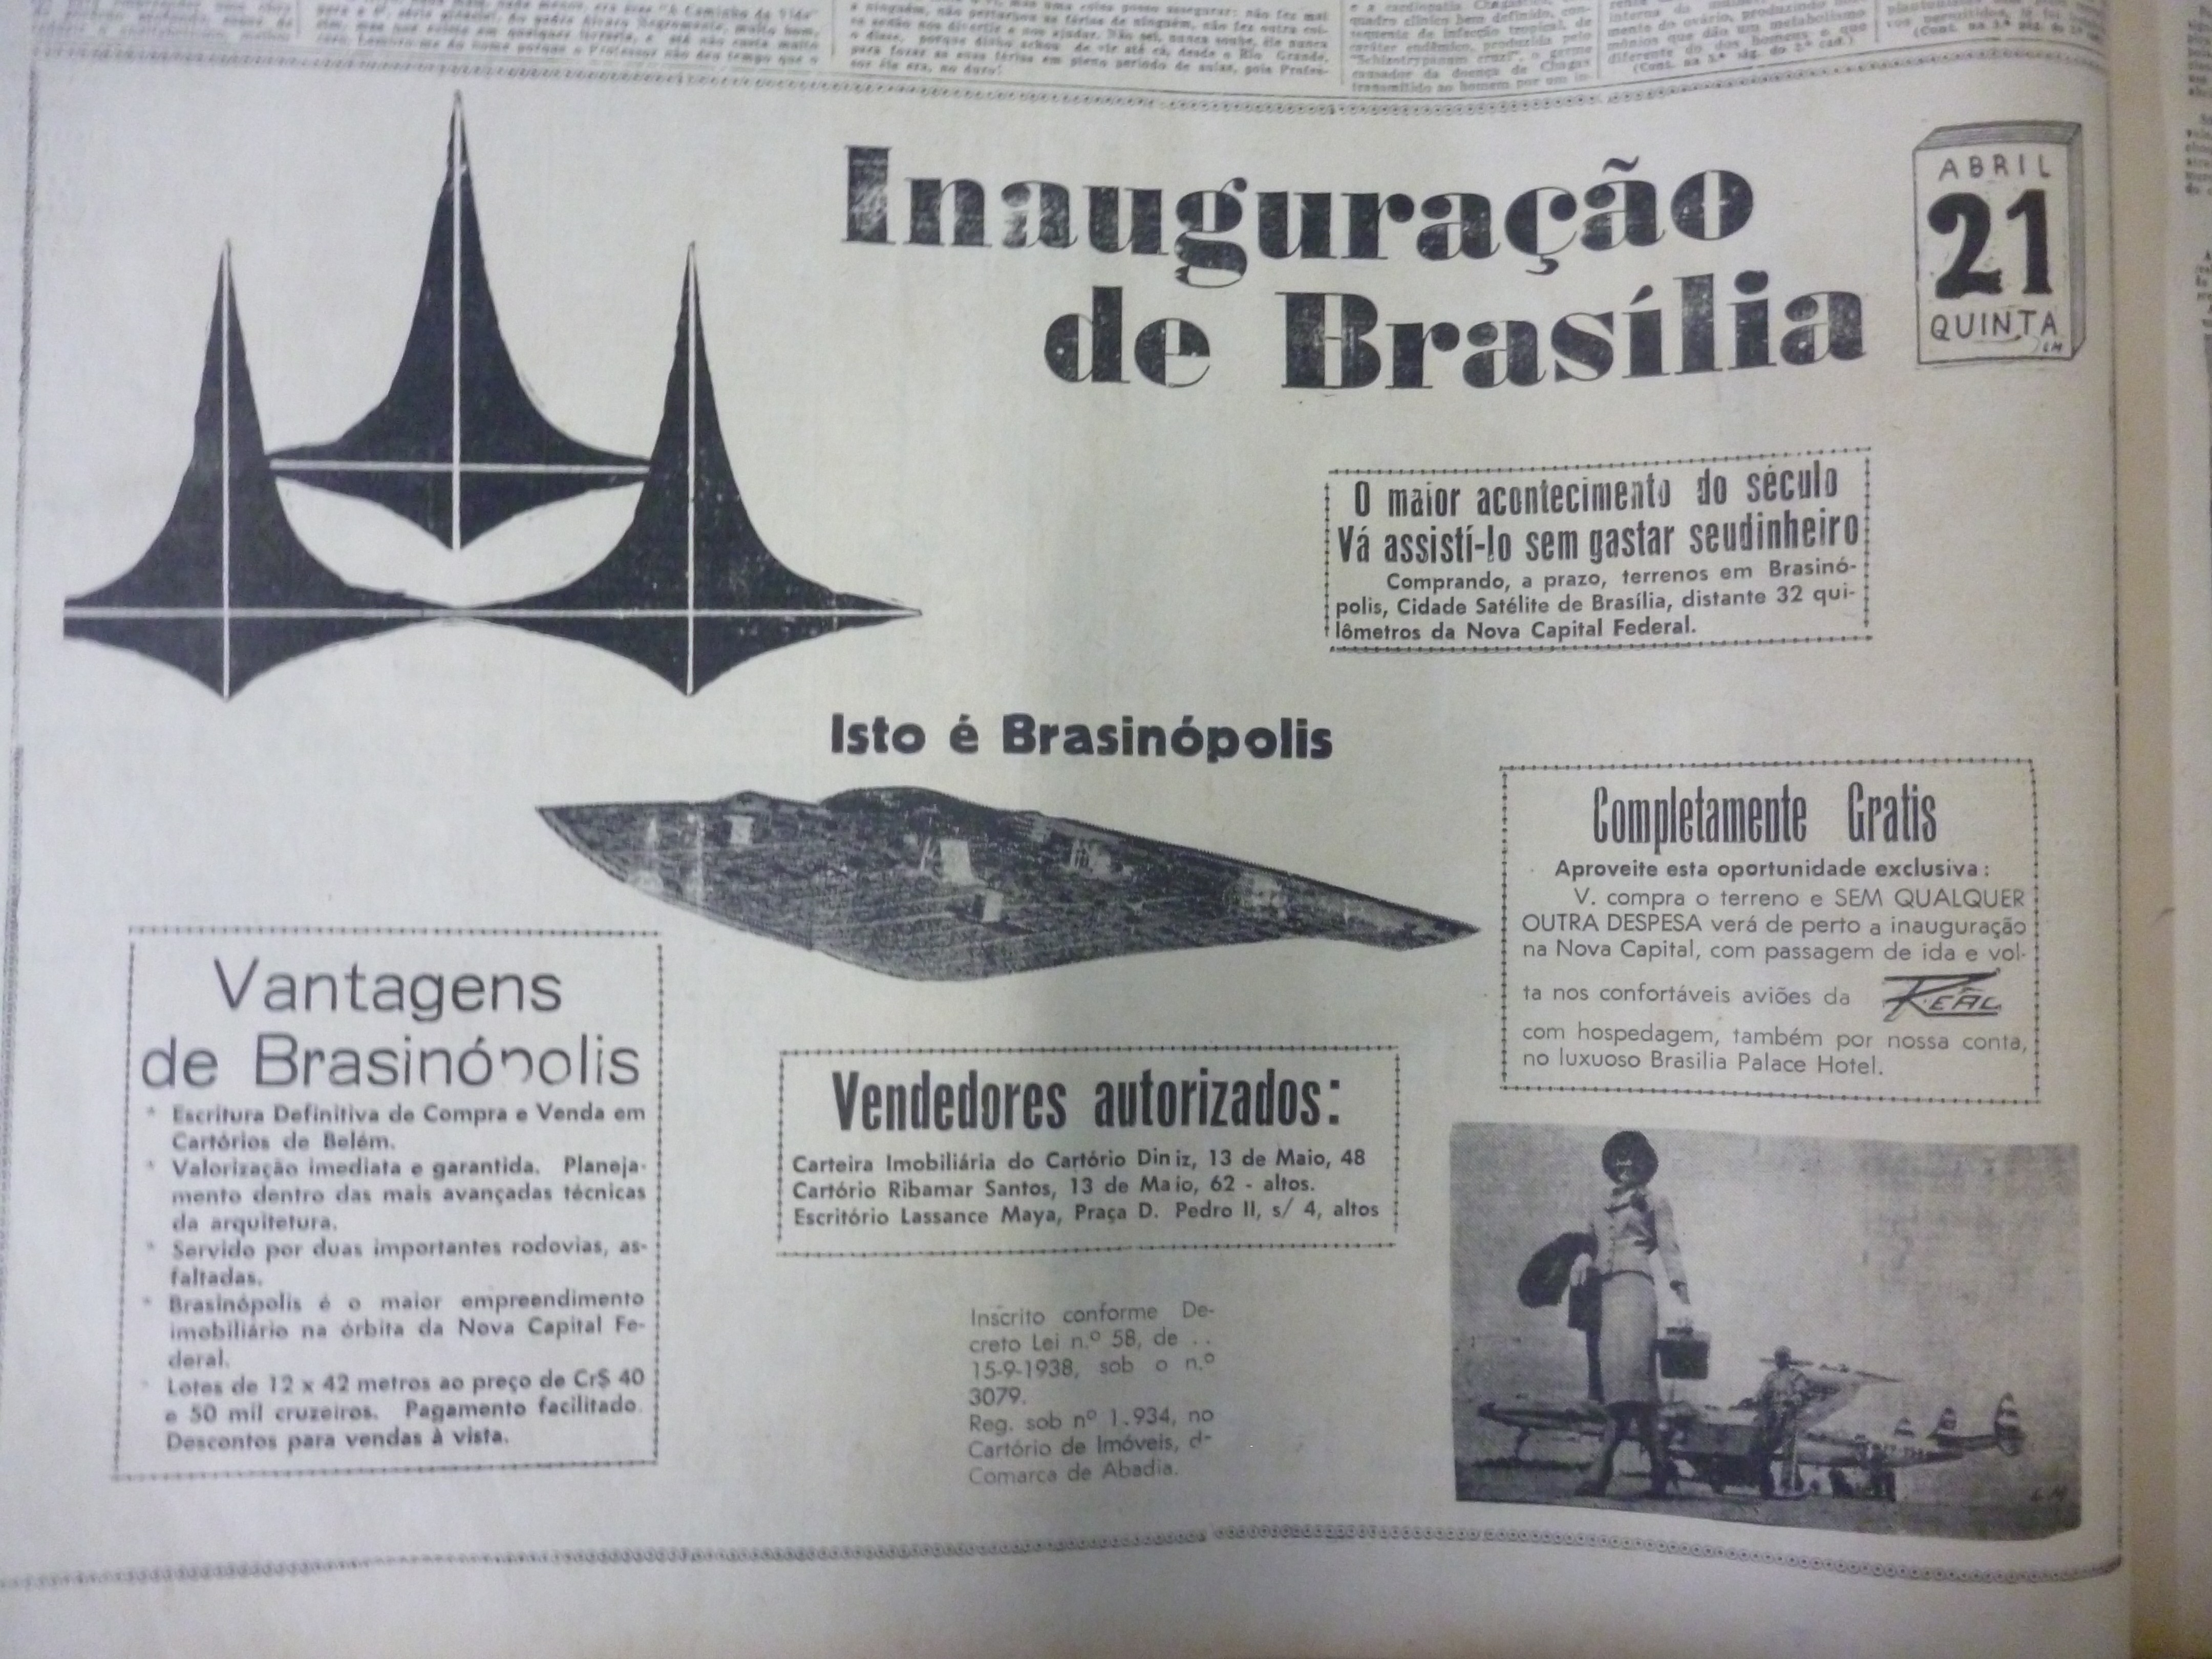 Inauguração
de Brasília
ABRIL
21
QUINTA
O maior acontecimento do século
Vá assistí-lo sem gastar seudinheiro
Comprando, a prazo, terrenos em Brasinó-
polis, Cidade Satélite de Brasília, distante 32 qui-
lômetros da Nova Capital Federal.
Isto é Brasinópolis
Completamente Gratis
Aproveite esta oportunidade exclusiva:
V. compra o terreno e SEM QUALQUER
OUTRA DESPESA verá de perto a inauguração
na Nova Capital, com passagem de ida e vol-
ta nos confortáveis aviões da REAL
com hospedagem, também por nossa conta,
no luxuoso Brasilia Palace Hotel.
Vantagens
de Brasinópolis
* Escritura Definitiva de Compra e Venda em
Cartórios de Belém.
* Valorização imediata e garantida. Planeja-
mento dentro das mais avançadas técnicas
da arquitetura.
* Servido por duas importantes rodovias, as-
faltadas.
* Brasinópolis é o maior empreendimento
imobiliário na órbita da Nova Capital Fe-
deral.
* Lotes de 12 x 42 metros ao preço de Cr$ 40
e 50 mil cruzeiros. Pagamento facilitado.
Descontos para vendas à vista.
Vendedores autorizados:
Carteira Imobiliária do Cartório Diniz, 13 de Maio, 48
Cartório Ribamar Santos, 13 de Maio, 62 - altos.
Escritório Lassance Maya, Praça D. Pedro II, s/ 4, altos
Inscrito conforme De-
creto Lei n.º 58, de . .
15-9-1938, sob o n.º
3079.
Reg. sob nº 1.934, no
Cartório de Imóveis, d-
Comarca de Abadia.